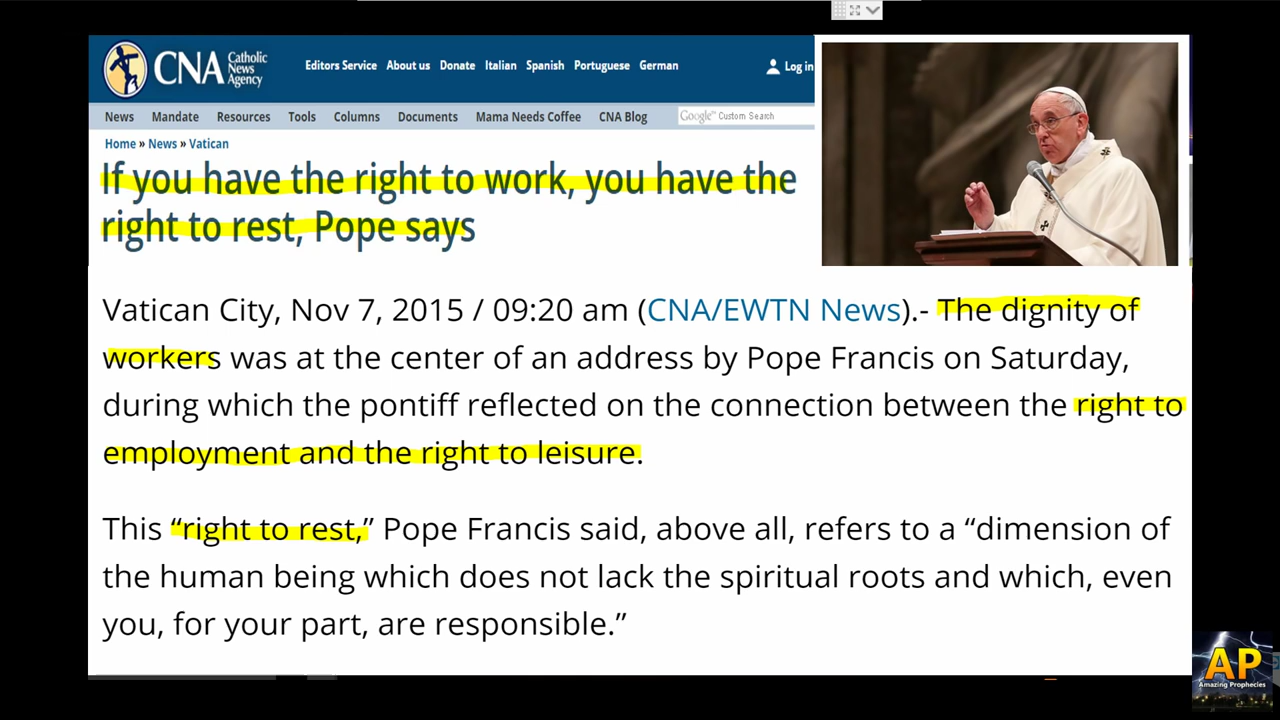 CNA Catholic
News
Agency
Editors Service About us Donate Italian Spanish Portuguese German
Log in
News Mandate Resources Tools Columns Documents Mama Needs Coffee CNA Blog
Google™ Custom Search
Home » News » Vatican
If you have the right to work, you have the
right to rest, Pope says
Vatican City, Nov 7, 2015 / 09:20 am (CNA/EWTN News).- The dignity of
workers was at the center of an address by Pope Francis on Saturday,
during which the pontiff reflected on the connection between the right to
employment and the right to leisure.
This “right to rest,” Pope Francis said, above all, refers to a “dimension of
the human being which does not lack the spiritual roots and which, even
you, for your part, are responsible.”
AP
Amazing Prophecies